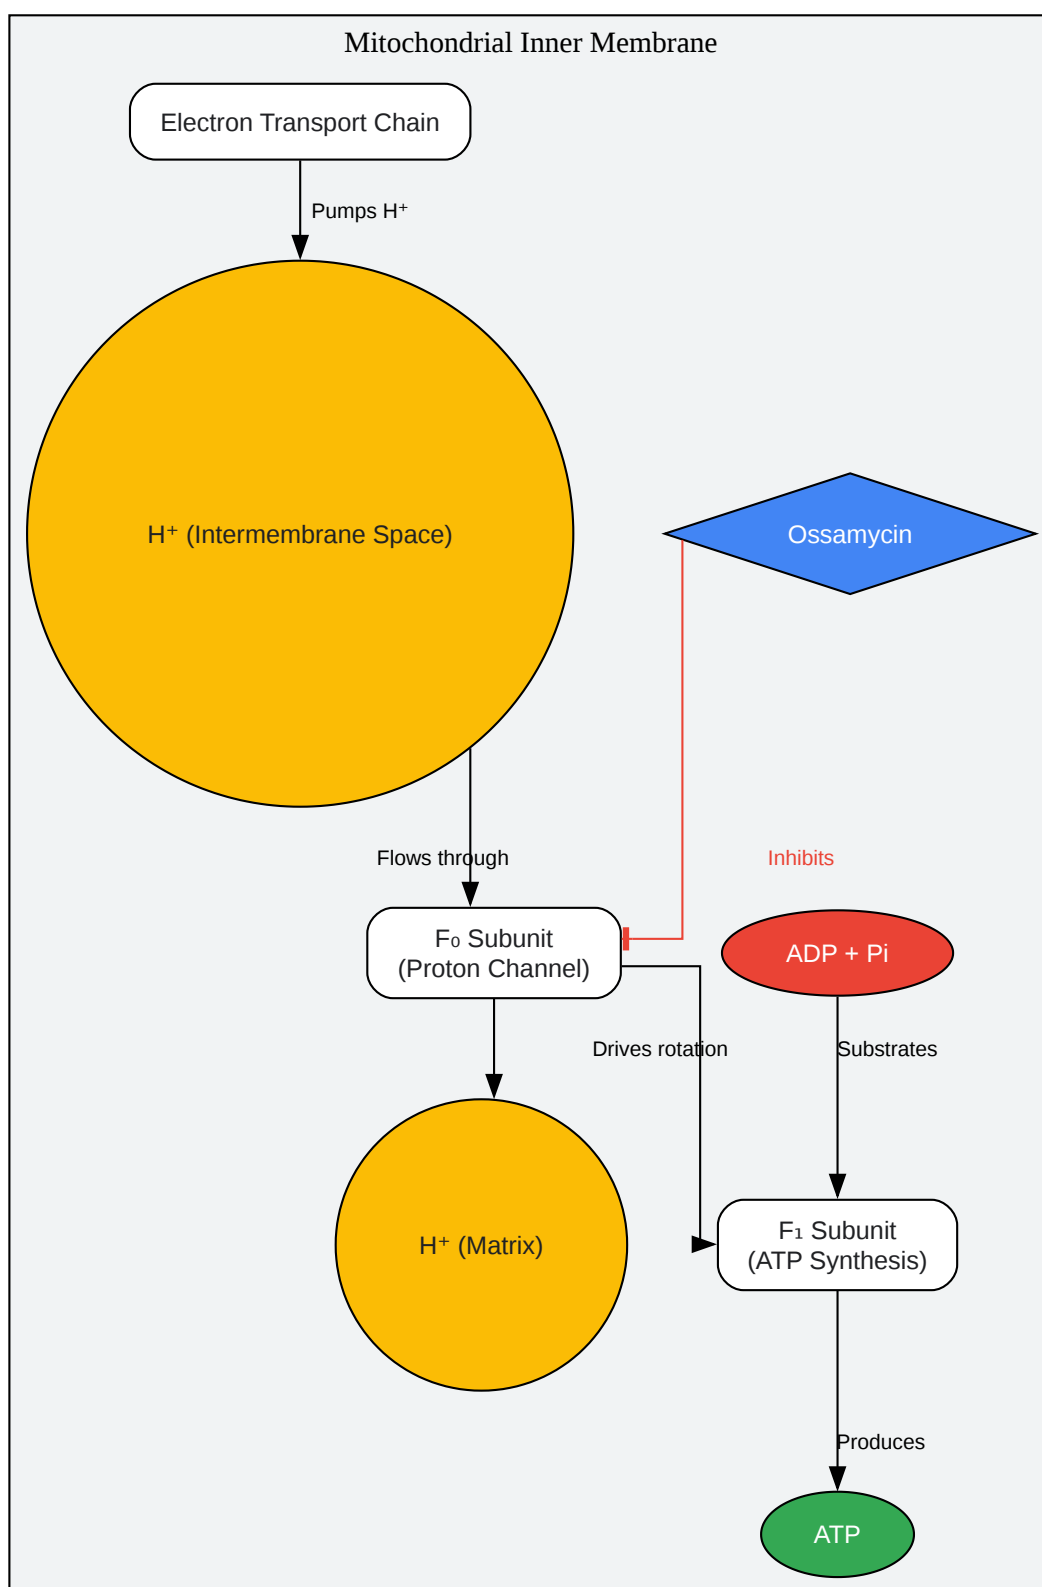 Mitochondrial Inner Membrane
Electron Transport Chain
Pumps H⁺
H⁺ (Intermembrane Space)
Ossamycin
Flows through
Inhibits
F₀ Subunit
(Proton Channel)
ADP + Pi
Drives rotation
Substrates
H⁺ (Matrix)
F₁ Subunit
(ATP Synthesis)
Produces
ATP